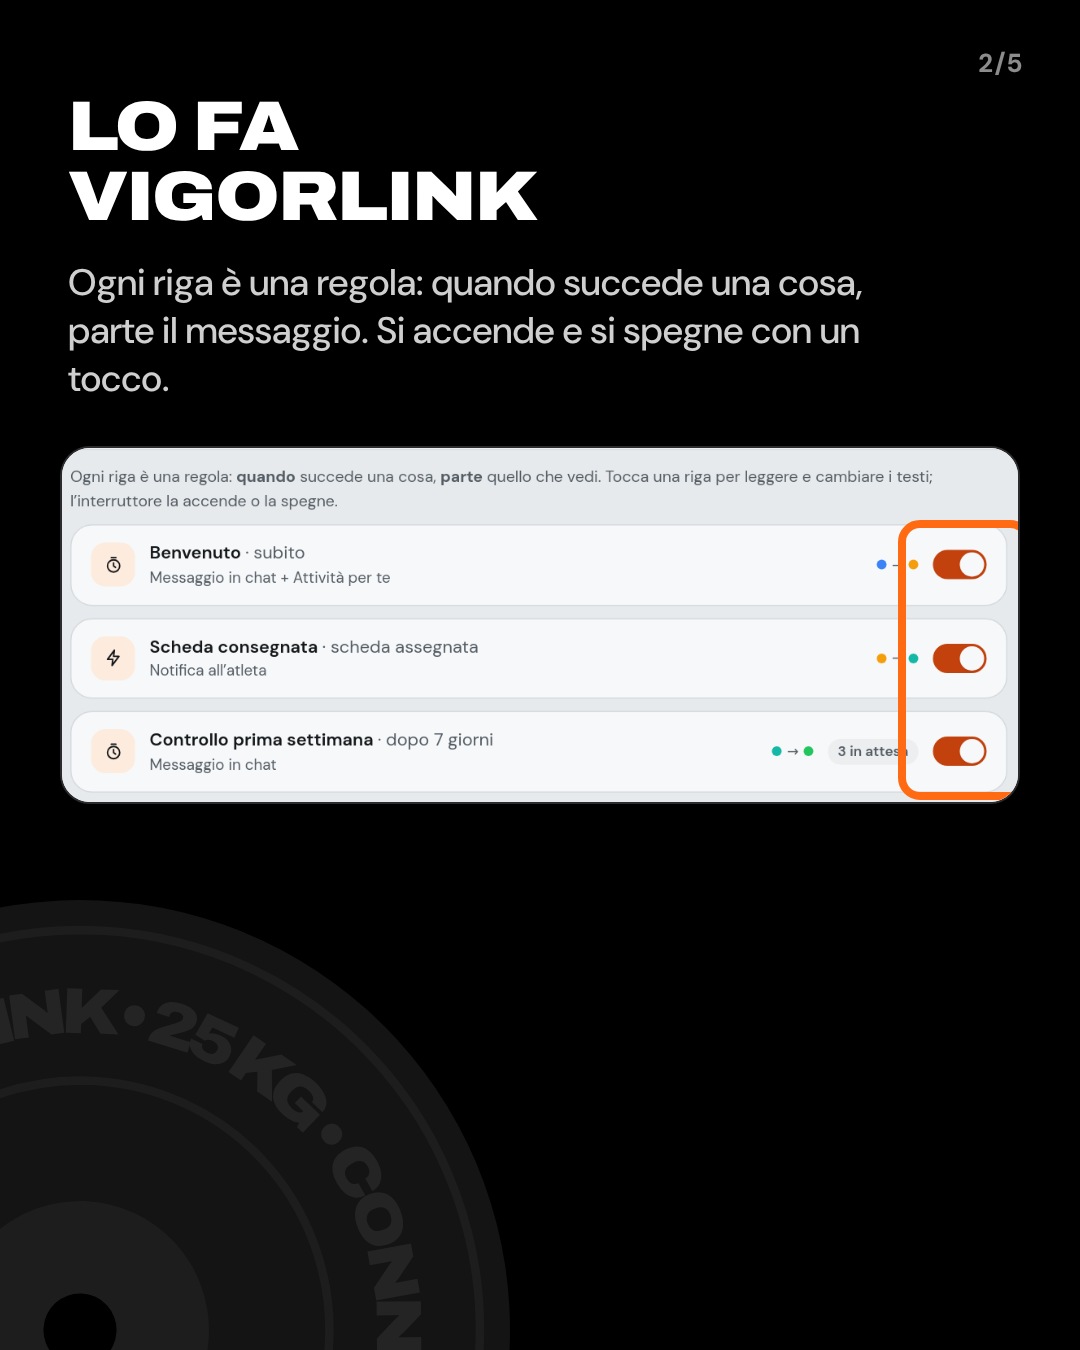 2/5
LO FA
VIGORLINK
Ogni riga è una regola: quando succede una cosa,
parte il messaggio. Si accende e si spegne con un
tocco.
Ogni riga è una regola: quando succede una cosa, parte quello che vedi. Tocca una riga per leggere e cambiare i testi;
l’interruttore la accende o la spegne.
Benvenuto · subito
Messaggio in chat + Attività per te
Scheda consegnata · scheda assegnata
Notifica all’atleta
Controllo prima settimana · dopo 7 giorni
Messaggio in chat
→ 3 in attesa
25 KG